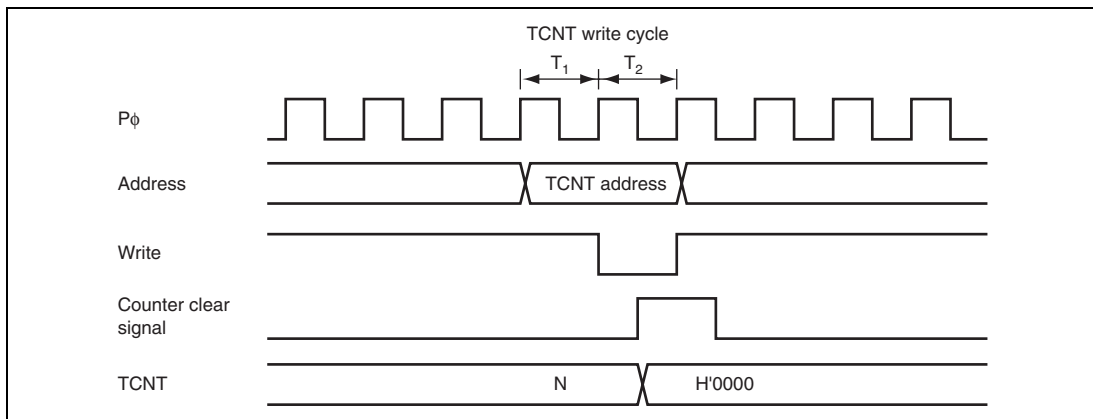 TCNT write cycle
T1 T2
Pϕ
Address TCNT address
Write
Counter clear
signal
TCNT N H'0000